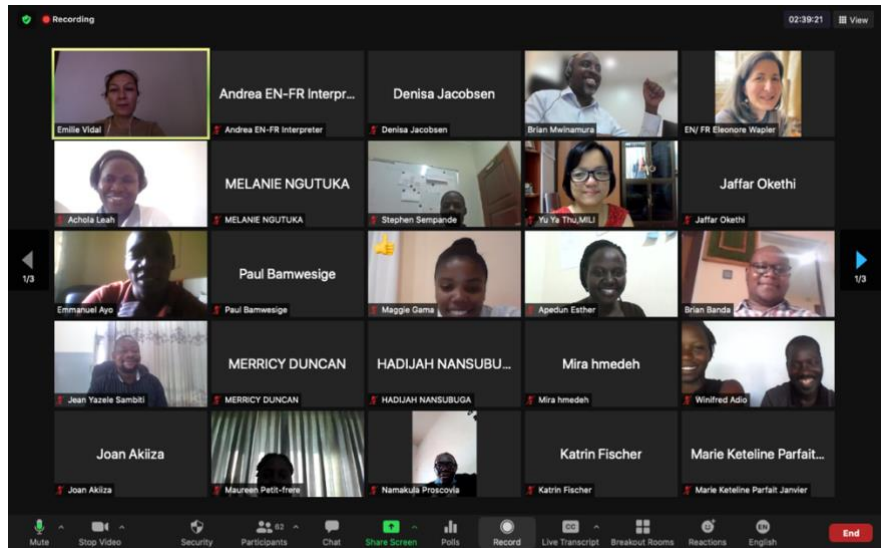 Recording
02:39:21
View
Emilie Vidal
Andrea EN-FR Interpr...
Andrea EN-FR Interpreter
Denisa Jacobsen
Denisa Jacobsen
Brian Mwinamura
EN/ FR Eleonore Wapler
Achola Leah
MELANIE NGUTUKA
MELANIE NGUTUKA
Stephen Sempande
Yu Ya Thu,MILI
Jaffar Okethi
Jaffar Okethi
1/3
1/3
Emmanuel Ayo
Paul Bamwesige
Paul Bamwesige
Maggie Gama
Apedun Esther
Brian Banda
Jean Yazele Sambiti
MERRICY DUNCAN
MERRICY DUNCAN
HADIJAH NANSUBU...
HADIJAH NANSUBUGA
Mira hmedeh
Mira hmedeh
Winifred Adio
Joan Akiiza
Joan Akiiza
Maureen Petit-frere
Namakula Proscovia
Katrin Fischer
Katrin Fischer
Marie Keteline Parfait...
Marie Keteline Parfait Janvier
62
CC
EN
Mute
Stop Video
Security
Participants
Chat
Share Screen
Polls
Record
Live Transcript
Breakout Rooms
Reactions
English
End